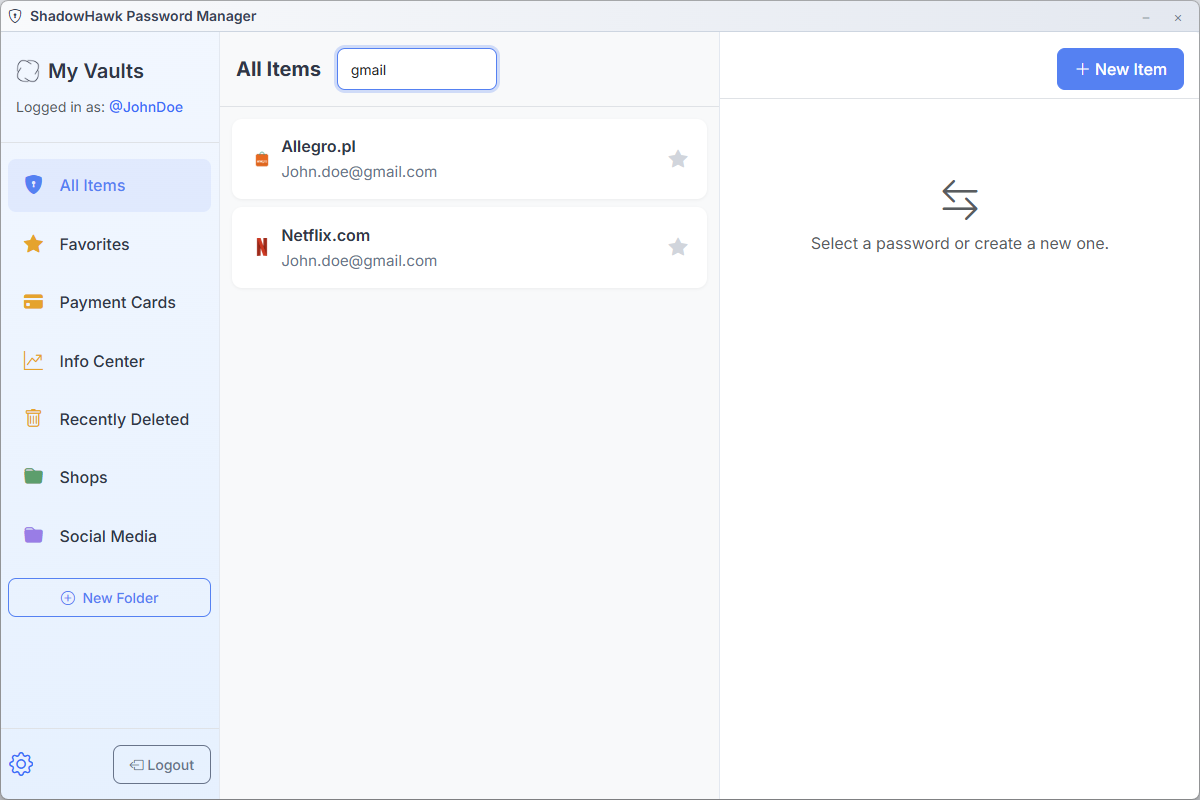 ShadowHawk Password Manager
My Vaults
Logged in as: @JohnDoe
All Items
Favorites
Payment Cards
Info Center
Recently Deleted
Shops
Social Media
New Folder
Logout
All Items
gmail
Allegro.pl
John.doe@gmail.com
Netflix.com
John.doe@gmail.com
New Item
Select a password or create a new one.